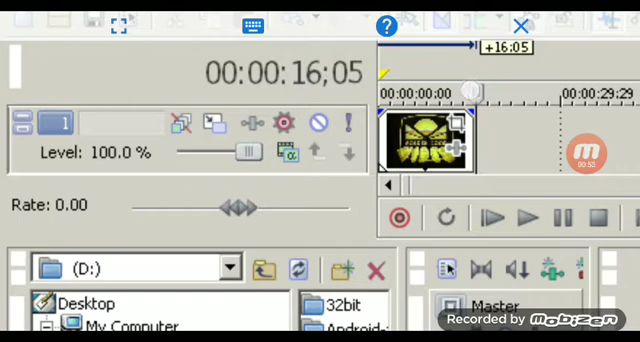 +16:05
00:00:16;05
00:00:00;00
00:00:29;29
1
Level: 100.0 %
00:50
Rate: 0.00
(D:)
Desktop
My Computer
32bit
Master
Recorded by
MOBIZEN